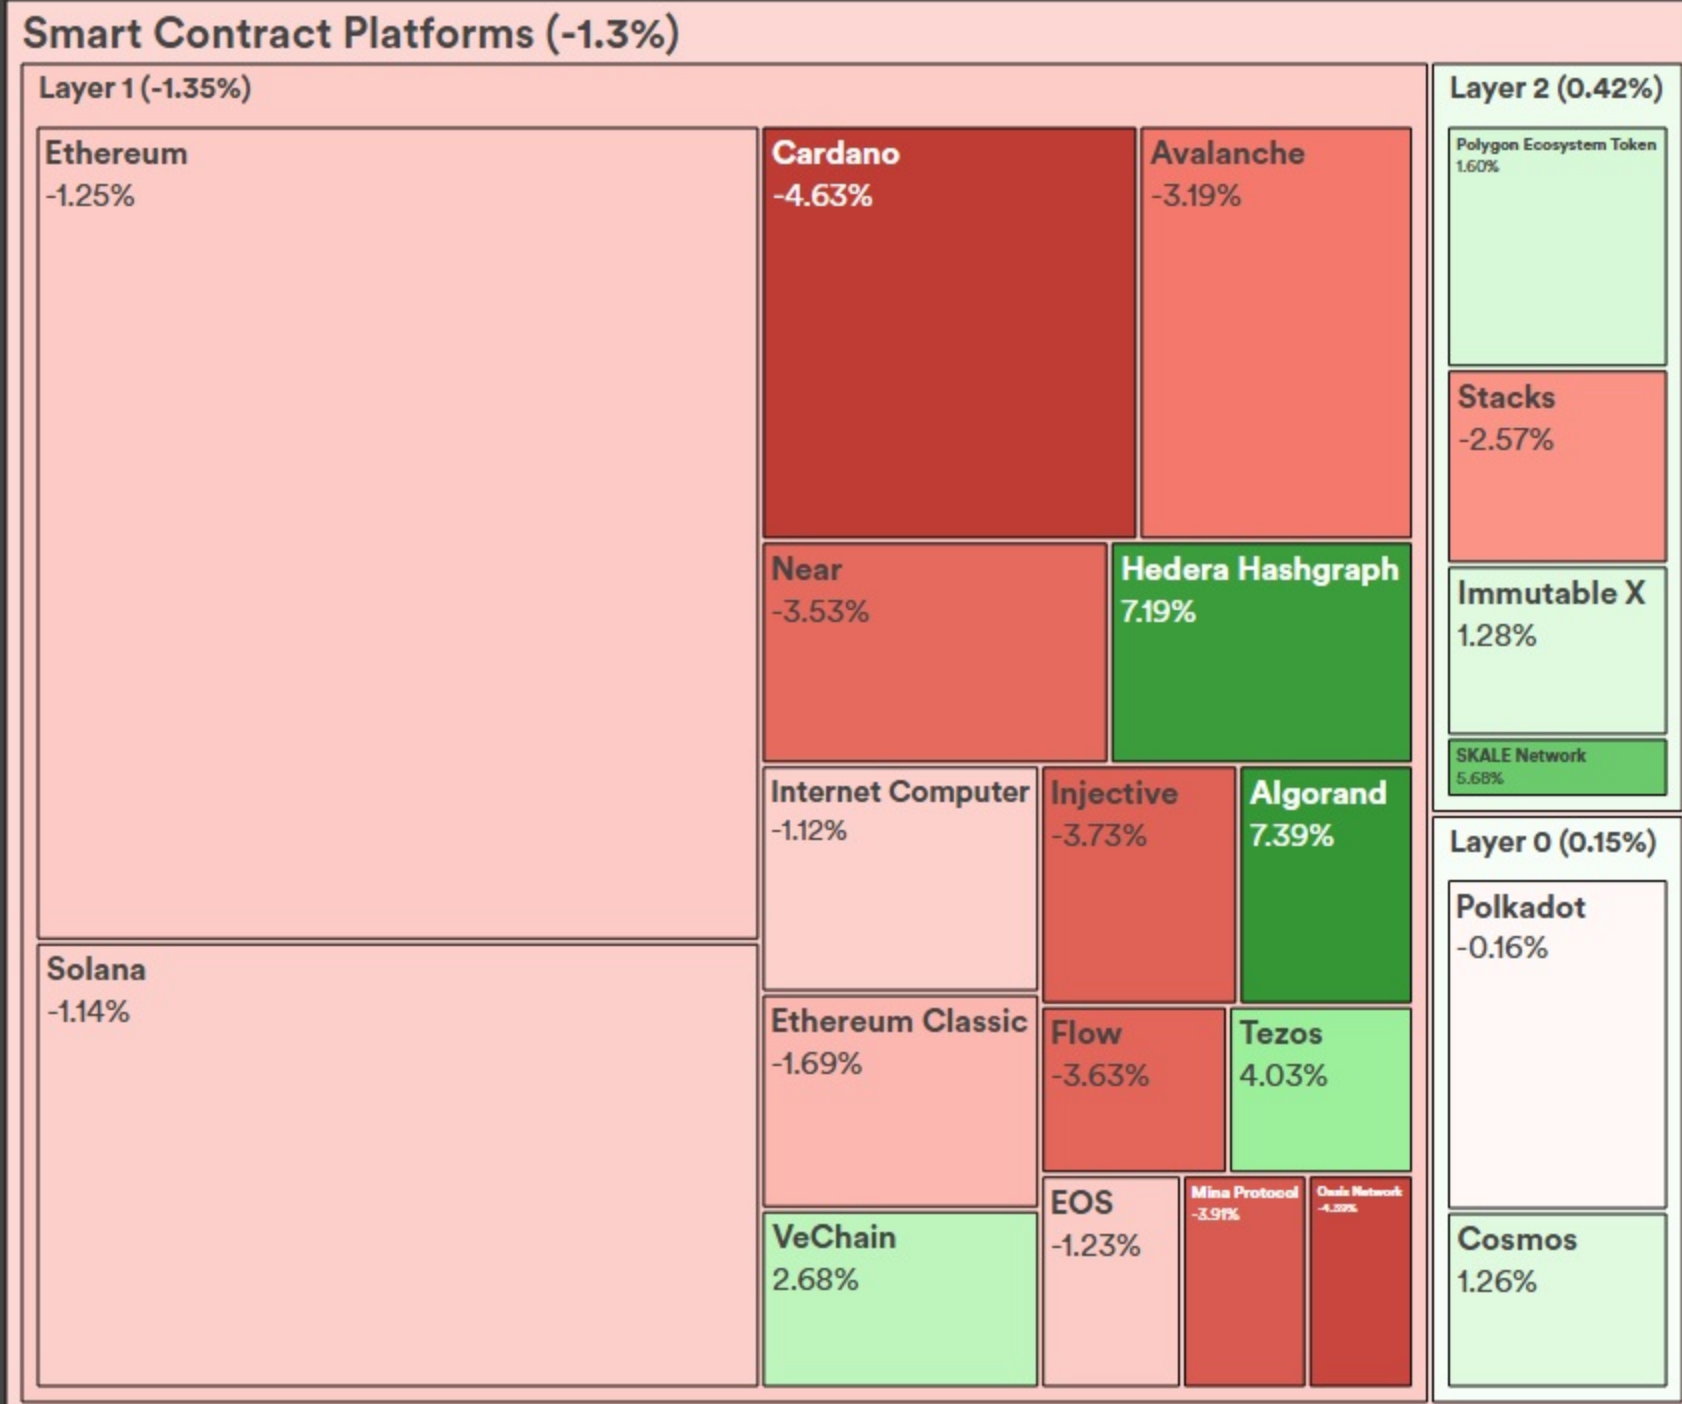 Smart Contract Platforms (-1.3%)
Layer 1 (-1.35%)
Ethereum
-1.25%
Solana
-1.14%
Cardano
-4.63%
Avalanche
-3.19%
Near
-3.53%
Hedera Hashgraph
7.19%
Internet Computer
-1.12%
Injective
-3.73%
Algorand
7.39%
Ethereum Classic
-1.69%
Flow
-3.63%
Tezos
4.03%
VeChain
2.68%
EOS
-1.23%
Mina Protocol
-3.91%
Oasis Network
Layer 2 (0.42%)
Polygon Ecosystem Token
1.60%
Stacks
-2.57%
Immutable X
1.28%
SKALE Network
5.68%
Layer 0 (0.15%)
Polkadot
-0.16%
Cosmos
1.26%